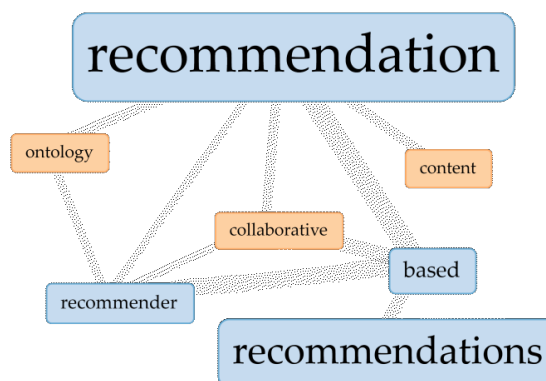 recommendation
ontology
content
collaborative
based
recommender
recommendations